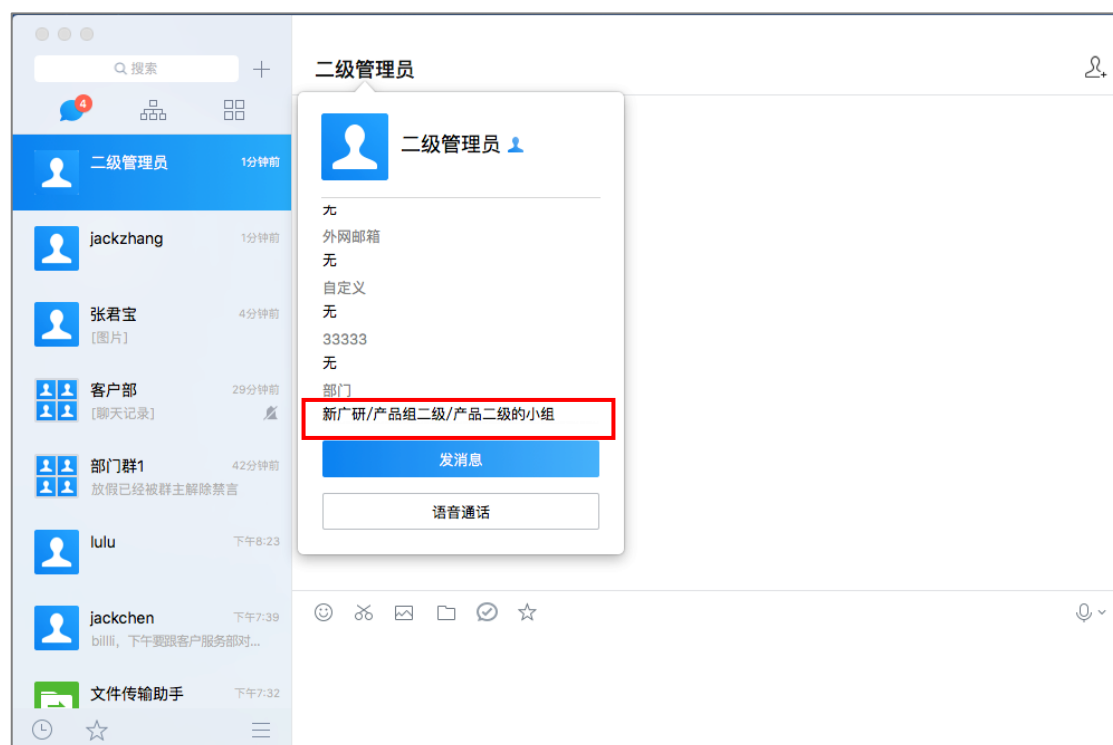 搜索
4
二级管理员
1分钟前
jackzhang
1分钟前
张君宝
4分钟前
[图片]
客户部
29分钟前
[聊天记录]
部门群1
42分钟前
放假已经被群主解除禁言
lulu
下午8:23
jackchen
下午7:39
billli，下午要跟客户服务部对...
文件传输助手
下午7:32
二级管理员
二级管理员
无
外网邮箱
无
自定义
无
33333
无
部门
新广研/产品组二级/产品二级的小组
发消息
语音通话